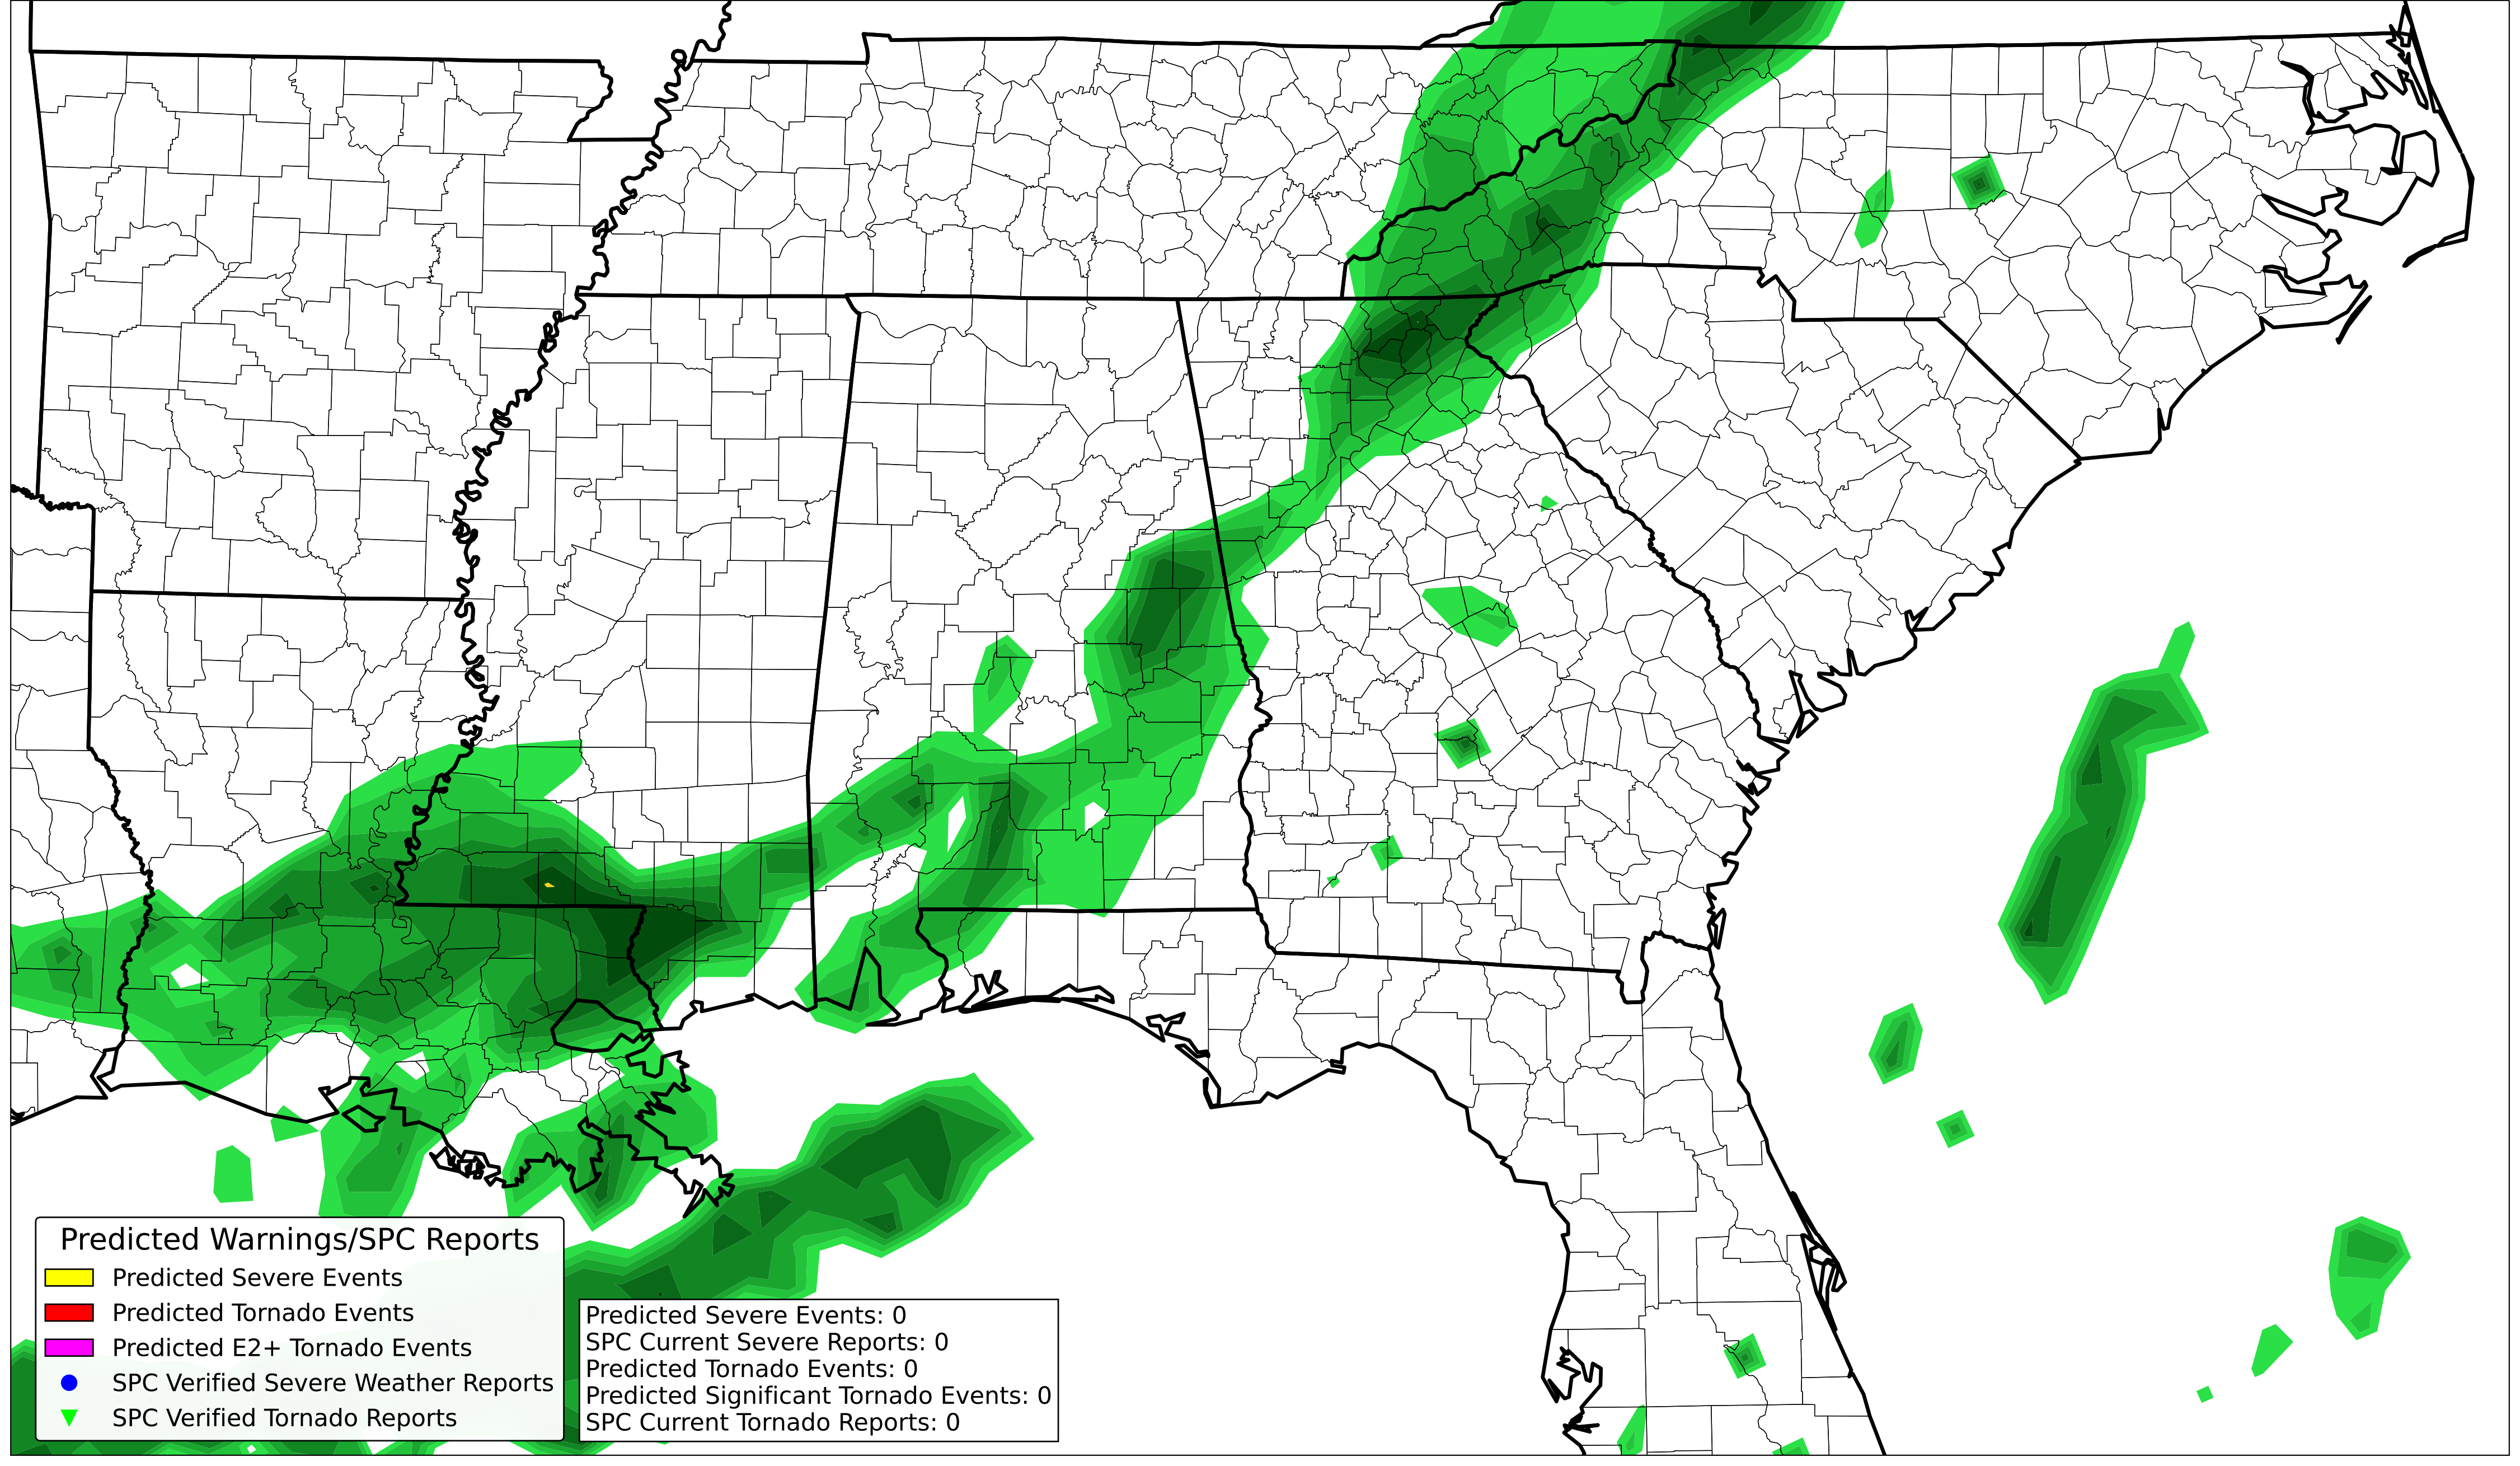 Predicted Warnings/SPC Reports
Predicted Severe Events
Predicted Tornado Events
Predicted E2+ Tornado Events
SPC Verified Severe Weather Reports
SPC Verified Tornado Reports
Predicted Severe Events: 0
SPC Current Severe Reports: 0
Predicted Tornado Events: 0
Predicted Significant Tornado Events: 0
SPC Current Tornado Reports: 0